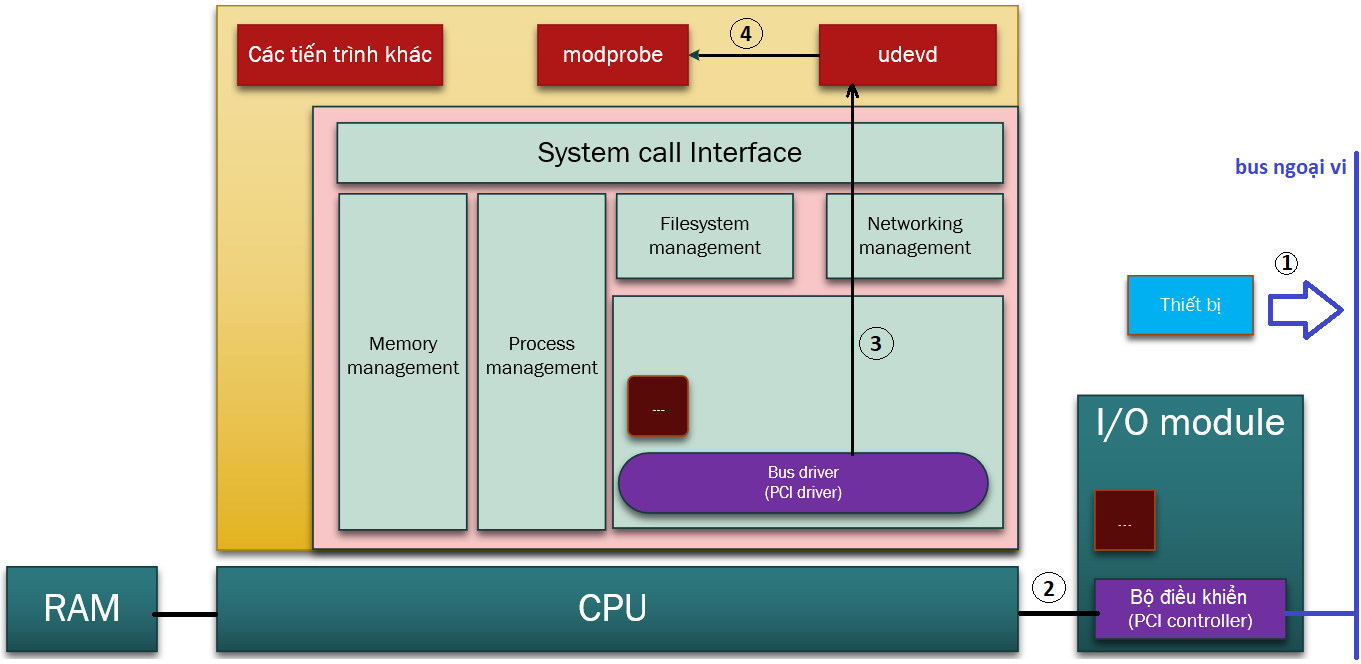 Các tiến trình khác
modprobe
4
udevd
System call Interface
Memory
management
Process
management
Filesystem
management
Networking
management
3
---
Bus driver
(PCI driver)
bus ngoại vi
1
Thiết bị
I/O module
---
Bộ điều khiển
(PCI controller)
2
RAM
CPU